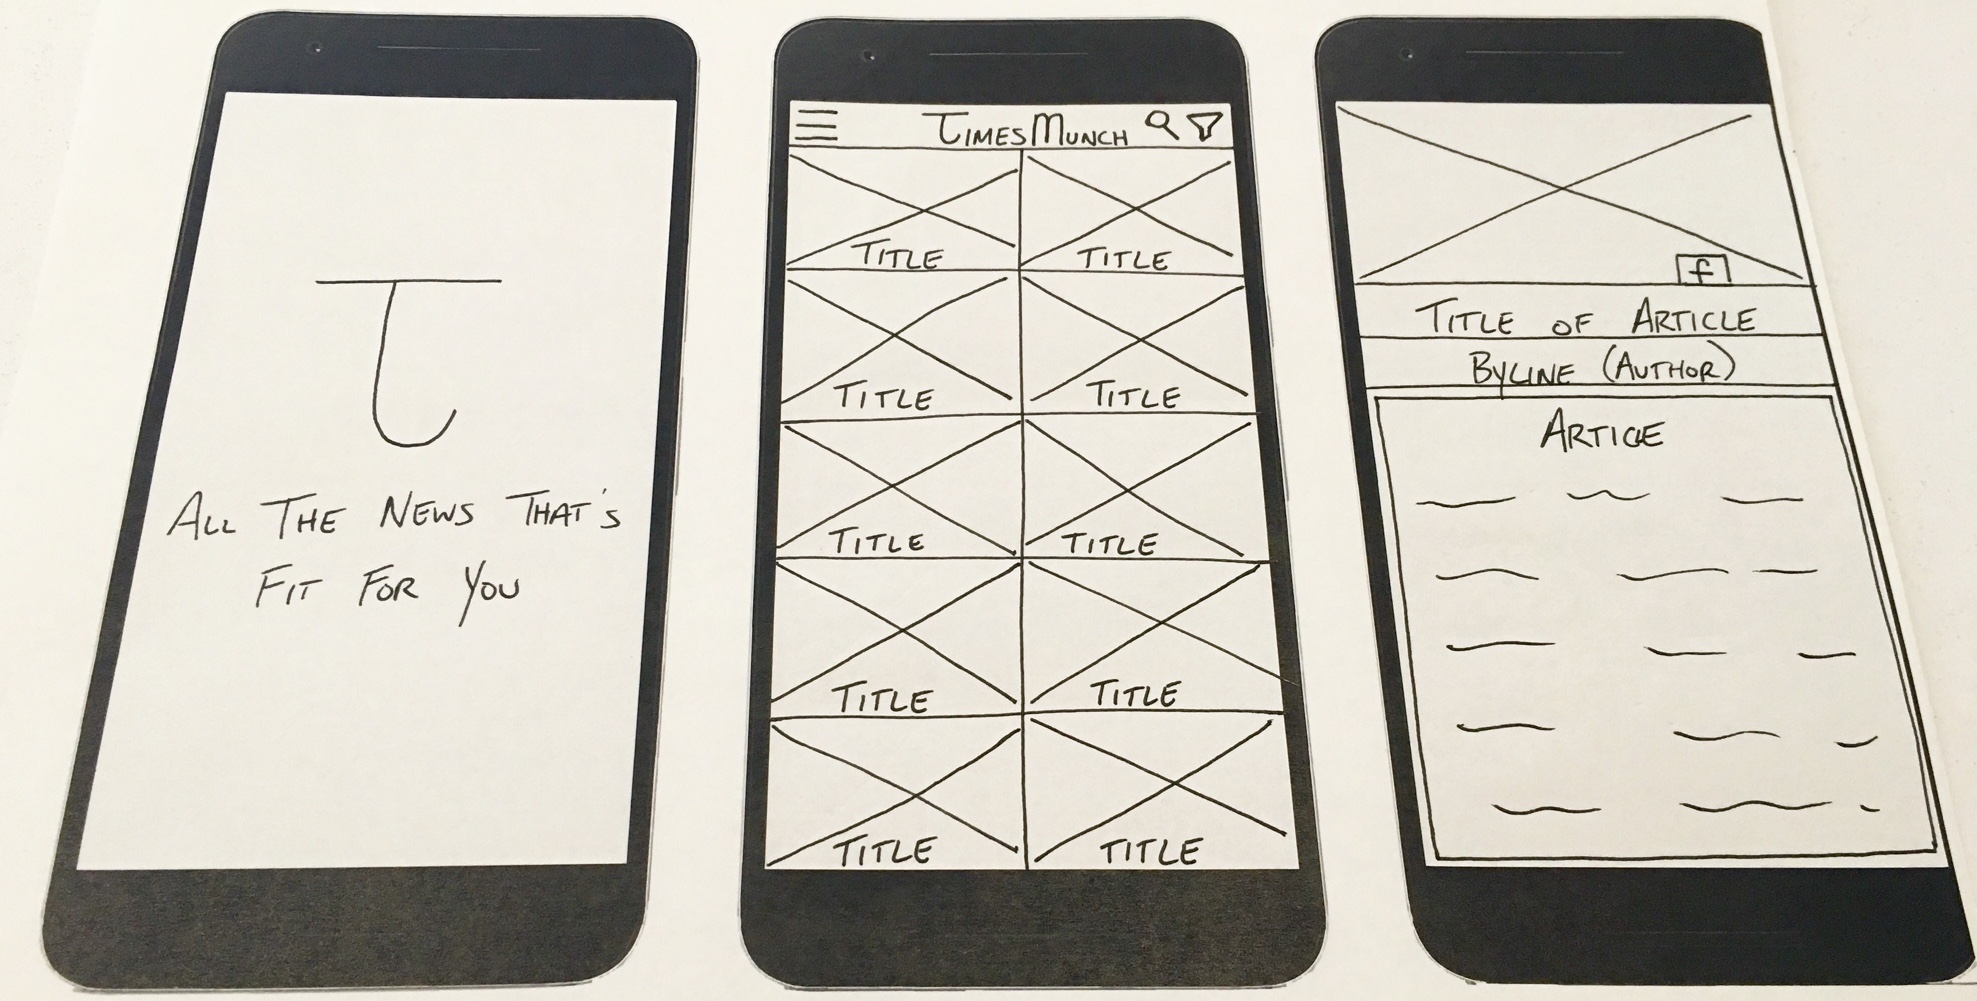 T
ALL THE NEWS THAT'S
FIT FOR YOU
TIMESMUNCH
TITLE TITLE
TITLE TITLE
TITLE TITLE
TITLE TITLE
TITLE TITLE
f
TITLE OF ARTICLE
BYLINE (AUTHOR)
ARTICLE